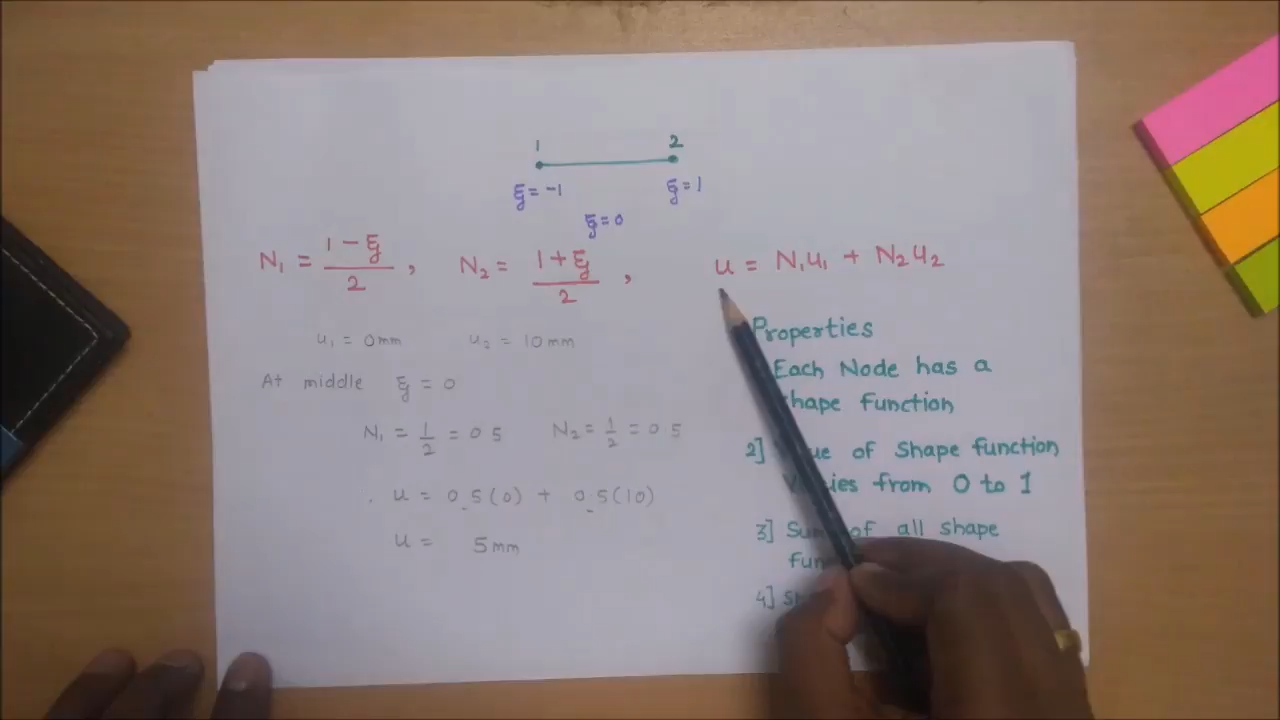 1 2
ξ = -1 ξ = 1
ξ = 0
N₁ = (1 - ξ)/2 , N₂ = (1 + ξ)/2 , u = N₁u₁ + N₂u₂
u₁ = 0mm u₂ = 10mm
At middle ξ = 0
N₁ = 1/2 = 0.5 N₂ = 1/2 = 0.5
u = 0.5(0) + 0.5(10)
u = 5mm
Properties
Each Node has a
shape function
2] of Shape function
from 0 to 1
3] of all shape
4]